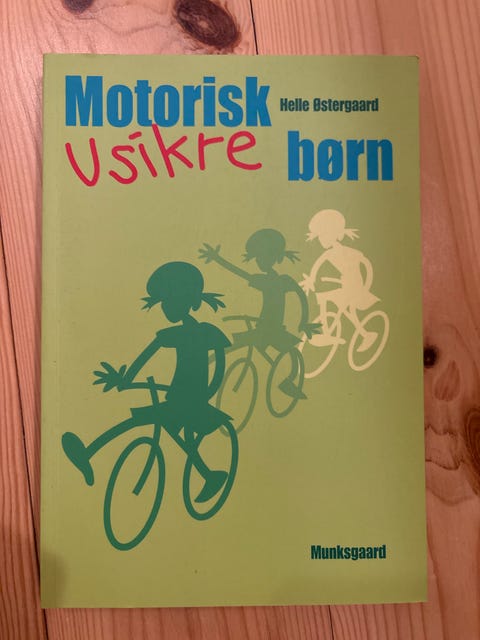 Motorisk
Helle Østergaard
usikre børn
Munksgaard